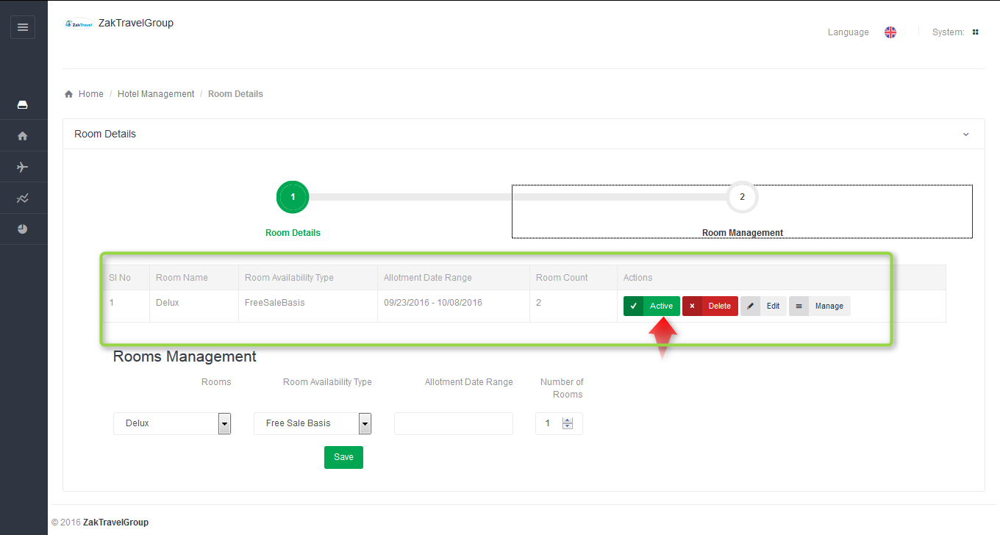 ZakTravel ZakTravelGroup
Language System:
Home / Hotel Management / Room Details
Room Details
1 2
Room Details Room Management
SI No Room Name Room Availability Type Allotment Date Range Room Count Actions
1 Delux FreeSaleBasis 09/23/2016 - 10/08/2016 2 Active Delete Edit Manage
Rooms Management
Rooms Room Availability Type Allotment Date Range Number of
Rooms
Delux Free Sale Basis 1
Save
© 2016 ZakTravelGroup